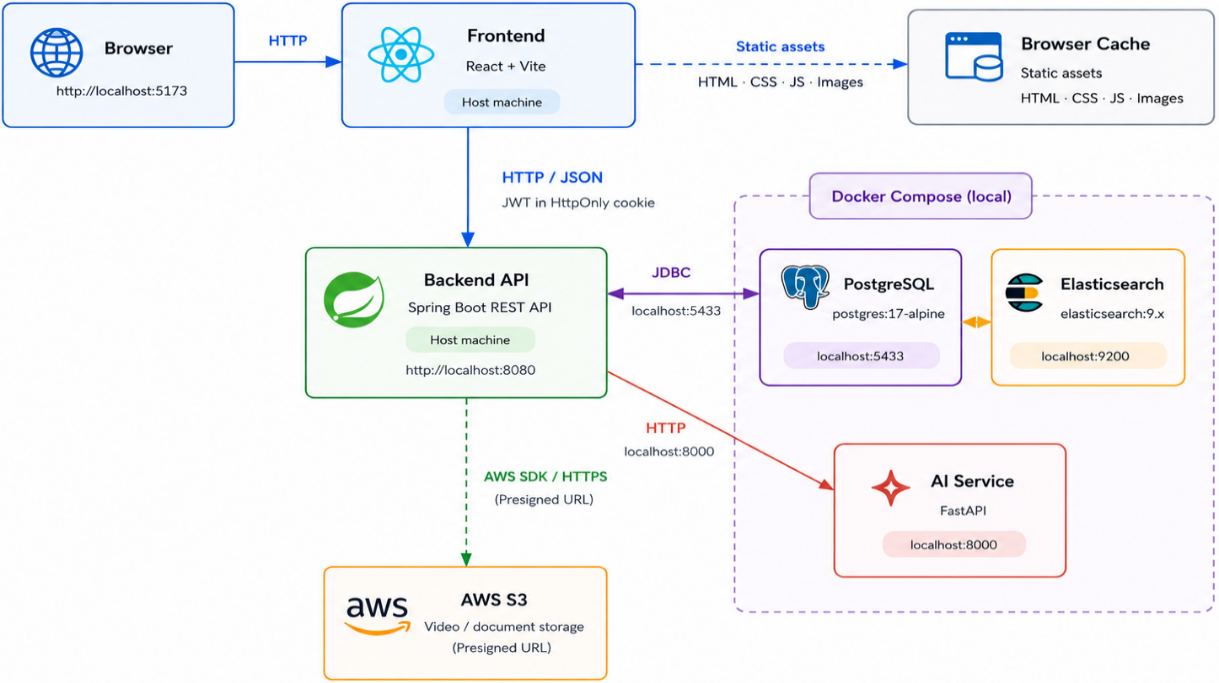 Browser
http://localhost:5173
HTTP
Frontend
React + Vite
Host machine
Static assets
HTML · CSS · JS · Images
Browser Cache
Static assets
HTML · CSS · JS · Images
HTTP / JSON
JWT in HttpOnly cookie
Docker Compose (local)
Backend API
Spring Boot REST API
Host machine
http://localhost:8080
JDBC
localhost:5433
PostgreSQL
postgres:17-alpine
localhost:5433
Elasticsearch
elasticsearch:9.x
localhost:9200
HTTP
localhost:8000
AI Service
FastAPI
localhost:8000
AWS SDK / HTTPS
(Presigned URL)
aws
AWS S3
Video / document storage
(Presigned URL)